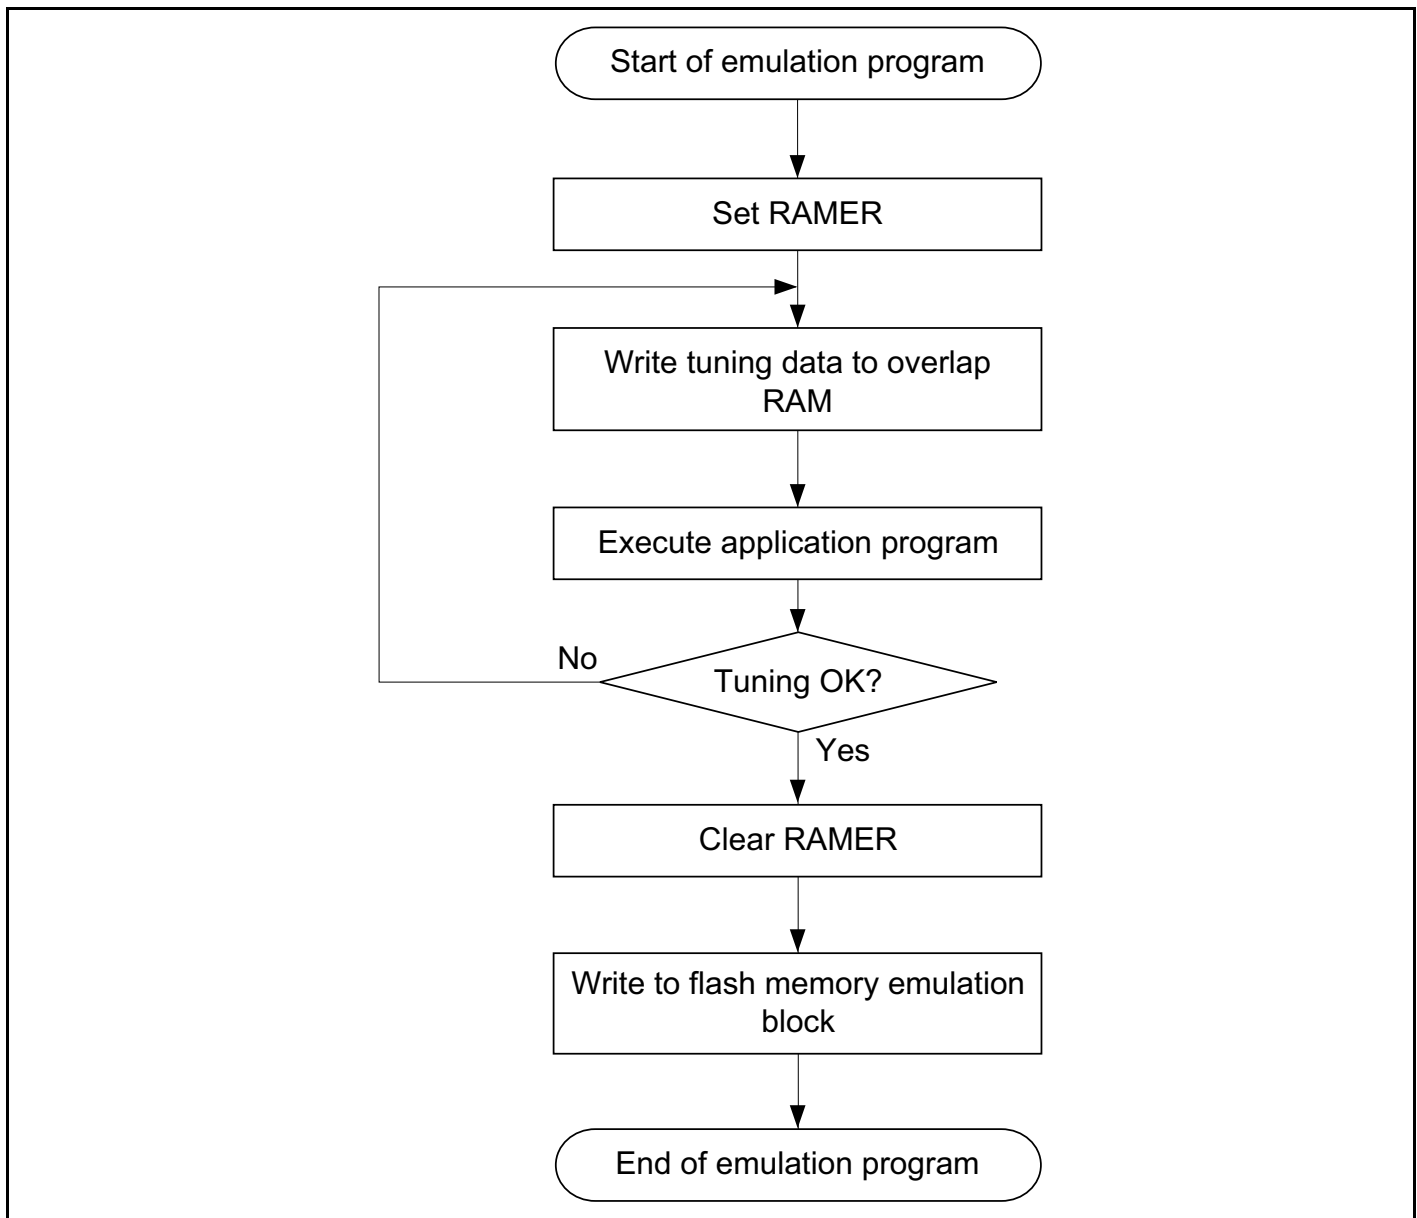 Start of emulation program
Set RAMER
Write tuning data to overlap
RAM
Execute application program
No
Tuning OK?
Yes
Clear RAMER
Write to flash memory emulation
block
End of emulation program